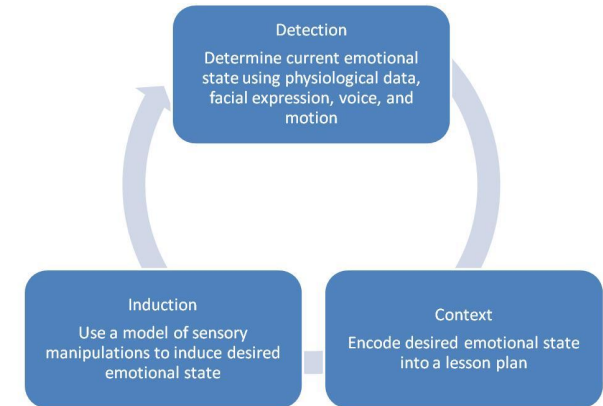 Detection
Determine current emotional
state using physiological data,
facial expression, voice, and
motion
Induction
Use a model of sensory
manipulations to induce desired
emotional state
Context
Encode desired emotional state
into a lesson plan